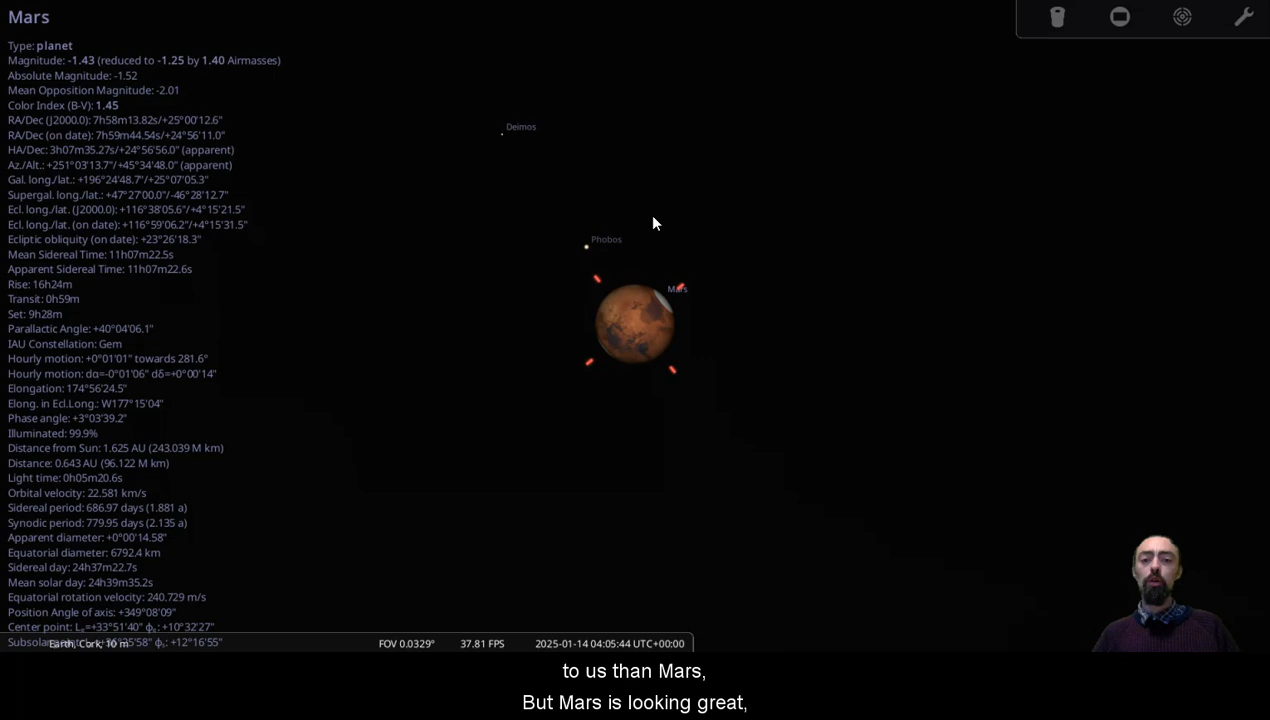 Mars
Type: planet
Magnitude: -1.43 (reduced to -1.25 by 1.40 Airmasses)
Absolute Magnitude: -1.52
Mean Opposition Magnitude: -2.01
Color Index (B-V): 1.45
RA/Dec (J2000.0): 7h58m13.82s/+25°00'12.6"
RA/Dec (on date): 7h59m44.54s/+24°56'11.0"
HA/Dec: 3h07m35.27s/+24°56'56.0" (apparent)
Az./Alt.: +251°03'13.7"/+45°34'48.0" (apparent)
Gal. long./lat.: +196°24'48.7"/+25°07'05.3"
Supergal. long./lat.: +47°27'00.0"/-46°28'12.7"
Ecl. long./lat. (J2000.0): +116°38'05.6"/+4°15'21.5"
Ecl. long./lat. (on date): +116°59'06.2"/+4°15'31.5"
Ecliptic obliquity (on date): +23°26'18.3"
Mean Sidereal Time: 11h07m22.5s
Apparent Sidereal Time: 11h07m22.6s
Rise: 16h24m
Transit: 0h59m
Set: 9h28m
Parallactic Angle: +40°04'06.1"
IAU Constellation: Gem
Hourly motion: +0°01'01" towards 281.6°
Hourly motion: dα=-0°01'06" dδ=+0°00'14"
Elongation: 174°56'24.5"
Elong. in Ecl.Long.: W177°15'04"
Phase angle: +3°03'39.2"
Illuminated: 99.9%
Distance from Sun: 1.625 AU (243.039 M km)
Distance: 0.643 AU (96.122 M km)
Light time: 0h05m20.6s
Orbital velocity: 22.581 km/s
Sidereal period: 686.97 days (1.881 a)
Synodic period: 779.95 days (2.135 a)
Apparent diameter: +0°00'14.58"
Equatorial diameter: 6792.4 km
Sidereal day: 24h37m22.7s
Mean solar day: 24h39m35.2s
Equatorial rotation velocity: 240.729 m/s
Position Angle of axis: +349°08'09"
Center point: Lₑ=+33°51'40" φₑ: +10°32'27"
Subsolar +12°16'55"
Deimos
Phobos
Mars
Earth, Cork, 10 m
FOV 0.0329°
37.81 FPS
2025-01-14 04:05:44 UTC+00:00
to us than Mars,
But Mars is looking great,